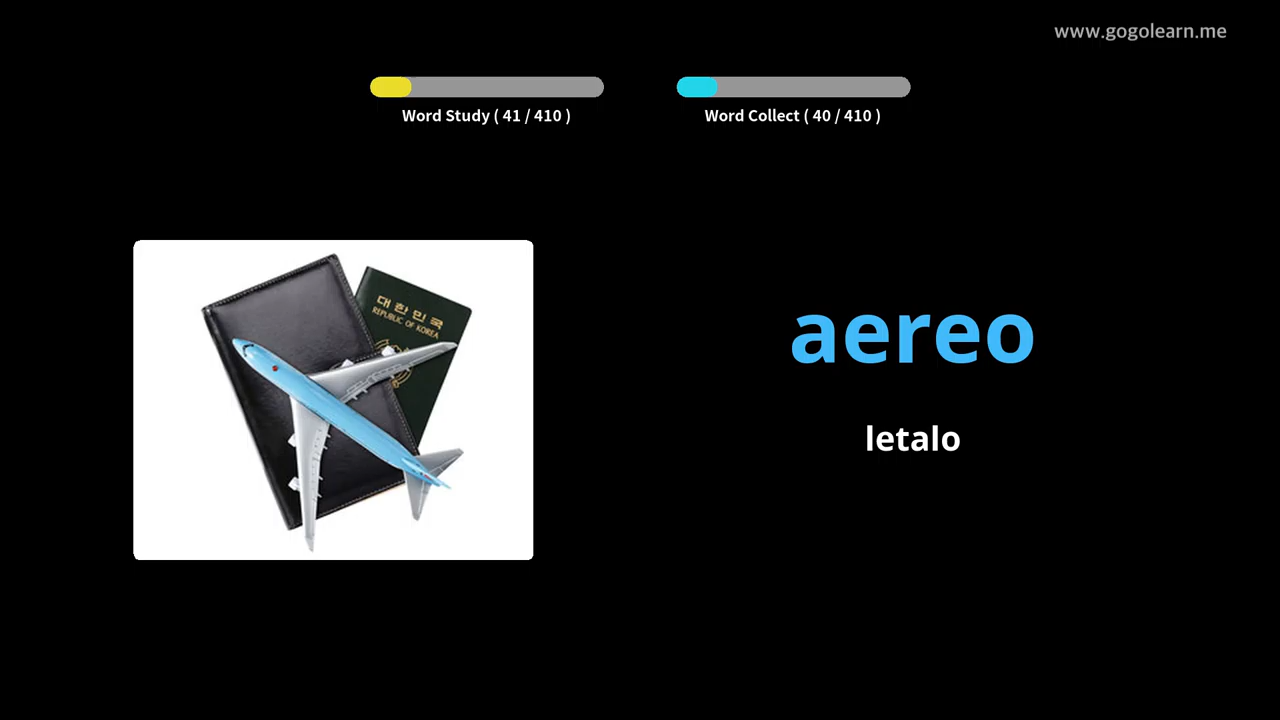 www.gogolearn.me
Word Study ( 41 / 410 )
Word Collect ( 40 / 410 )
대한민국
REPUBLIC OF KOREA
aereo
letalo